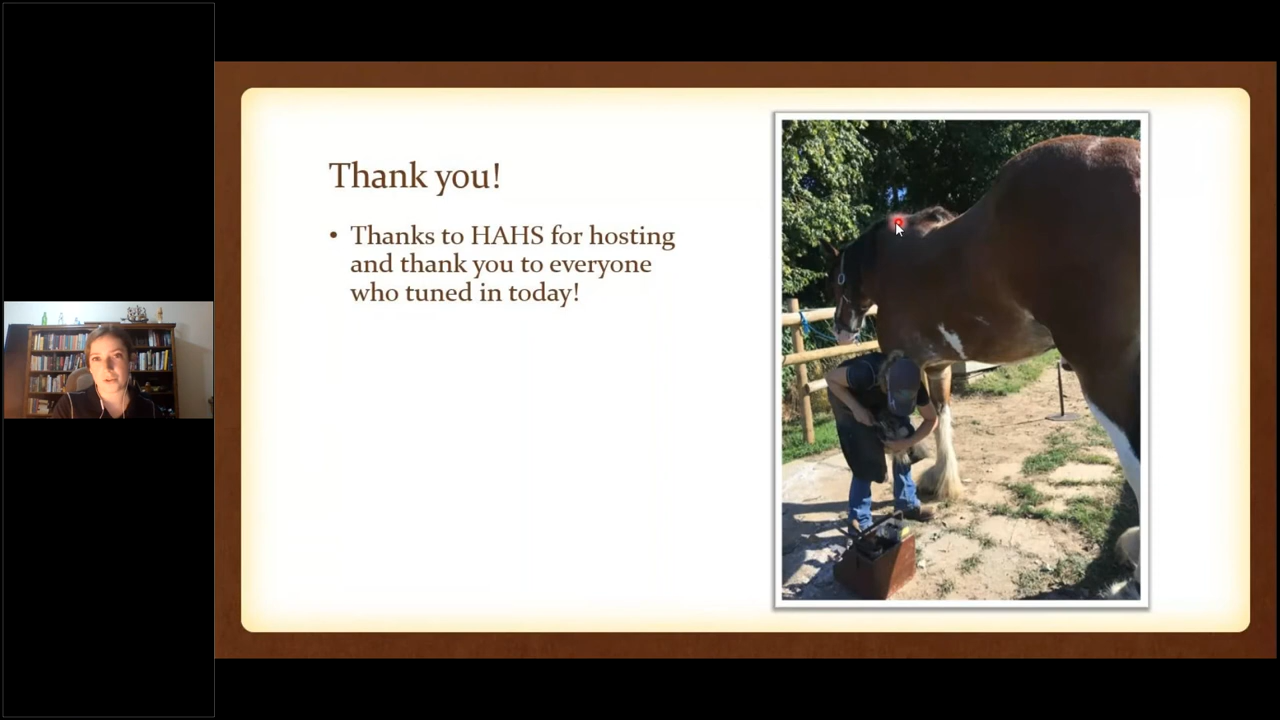 Thank you!
• Thanks to HAHS for hosting
and thank you to everyone
who tuned in today!